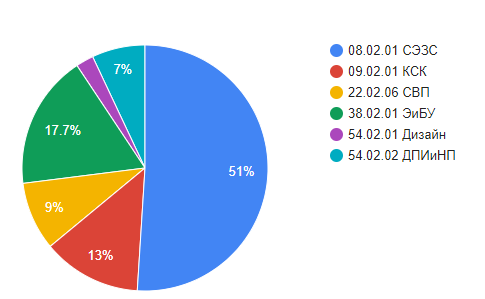 08.02.01 СЭЗС
09.02.01 КСК
22.02.06 СВП
38.02.01 ЭиБУ
54.02.01 Дизайн
54.02.02 ДПИиНП
7%
17.7%
51%
9%
13%